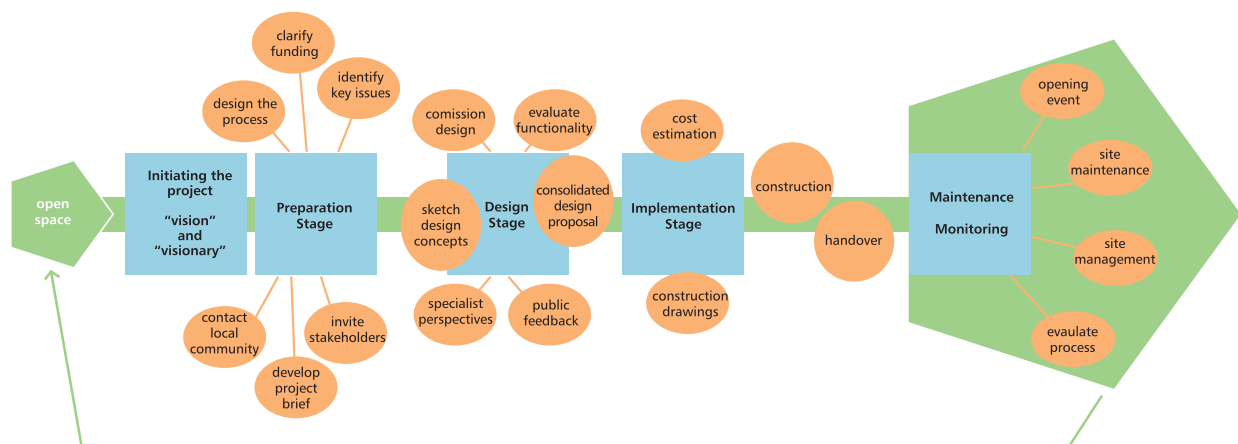 open
space
Initiating the
project
“vision”
and
“visionary”
design the
process
clarify
funding
identify
key issues
Preparation
Stage
contact
local
community
develop
project
brief
invite
stakeholders
comission
design
evaluate
functionality
sketch
design
concepts
Design
Stage
consolidated
design
proposal
specialist
perspectives
public
feedback
cost
estimation
Implementation
Stage
construction
drawings
construction
handover
Maintenance
Monitoring
opening
event
site
maintenance
site
management
evaulate
process